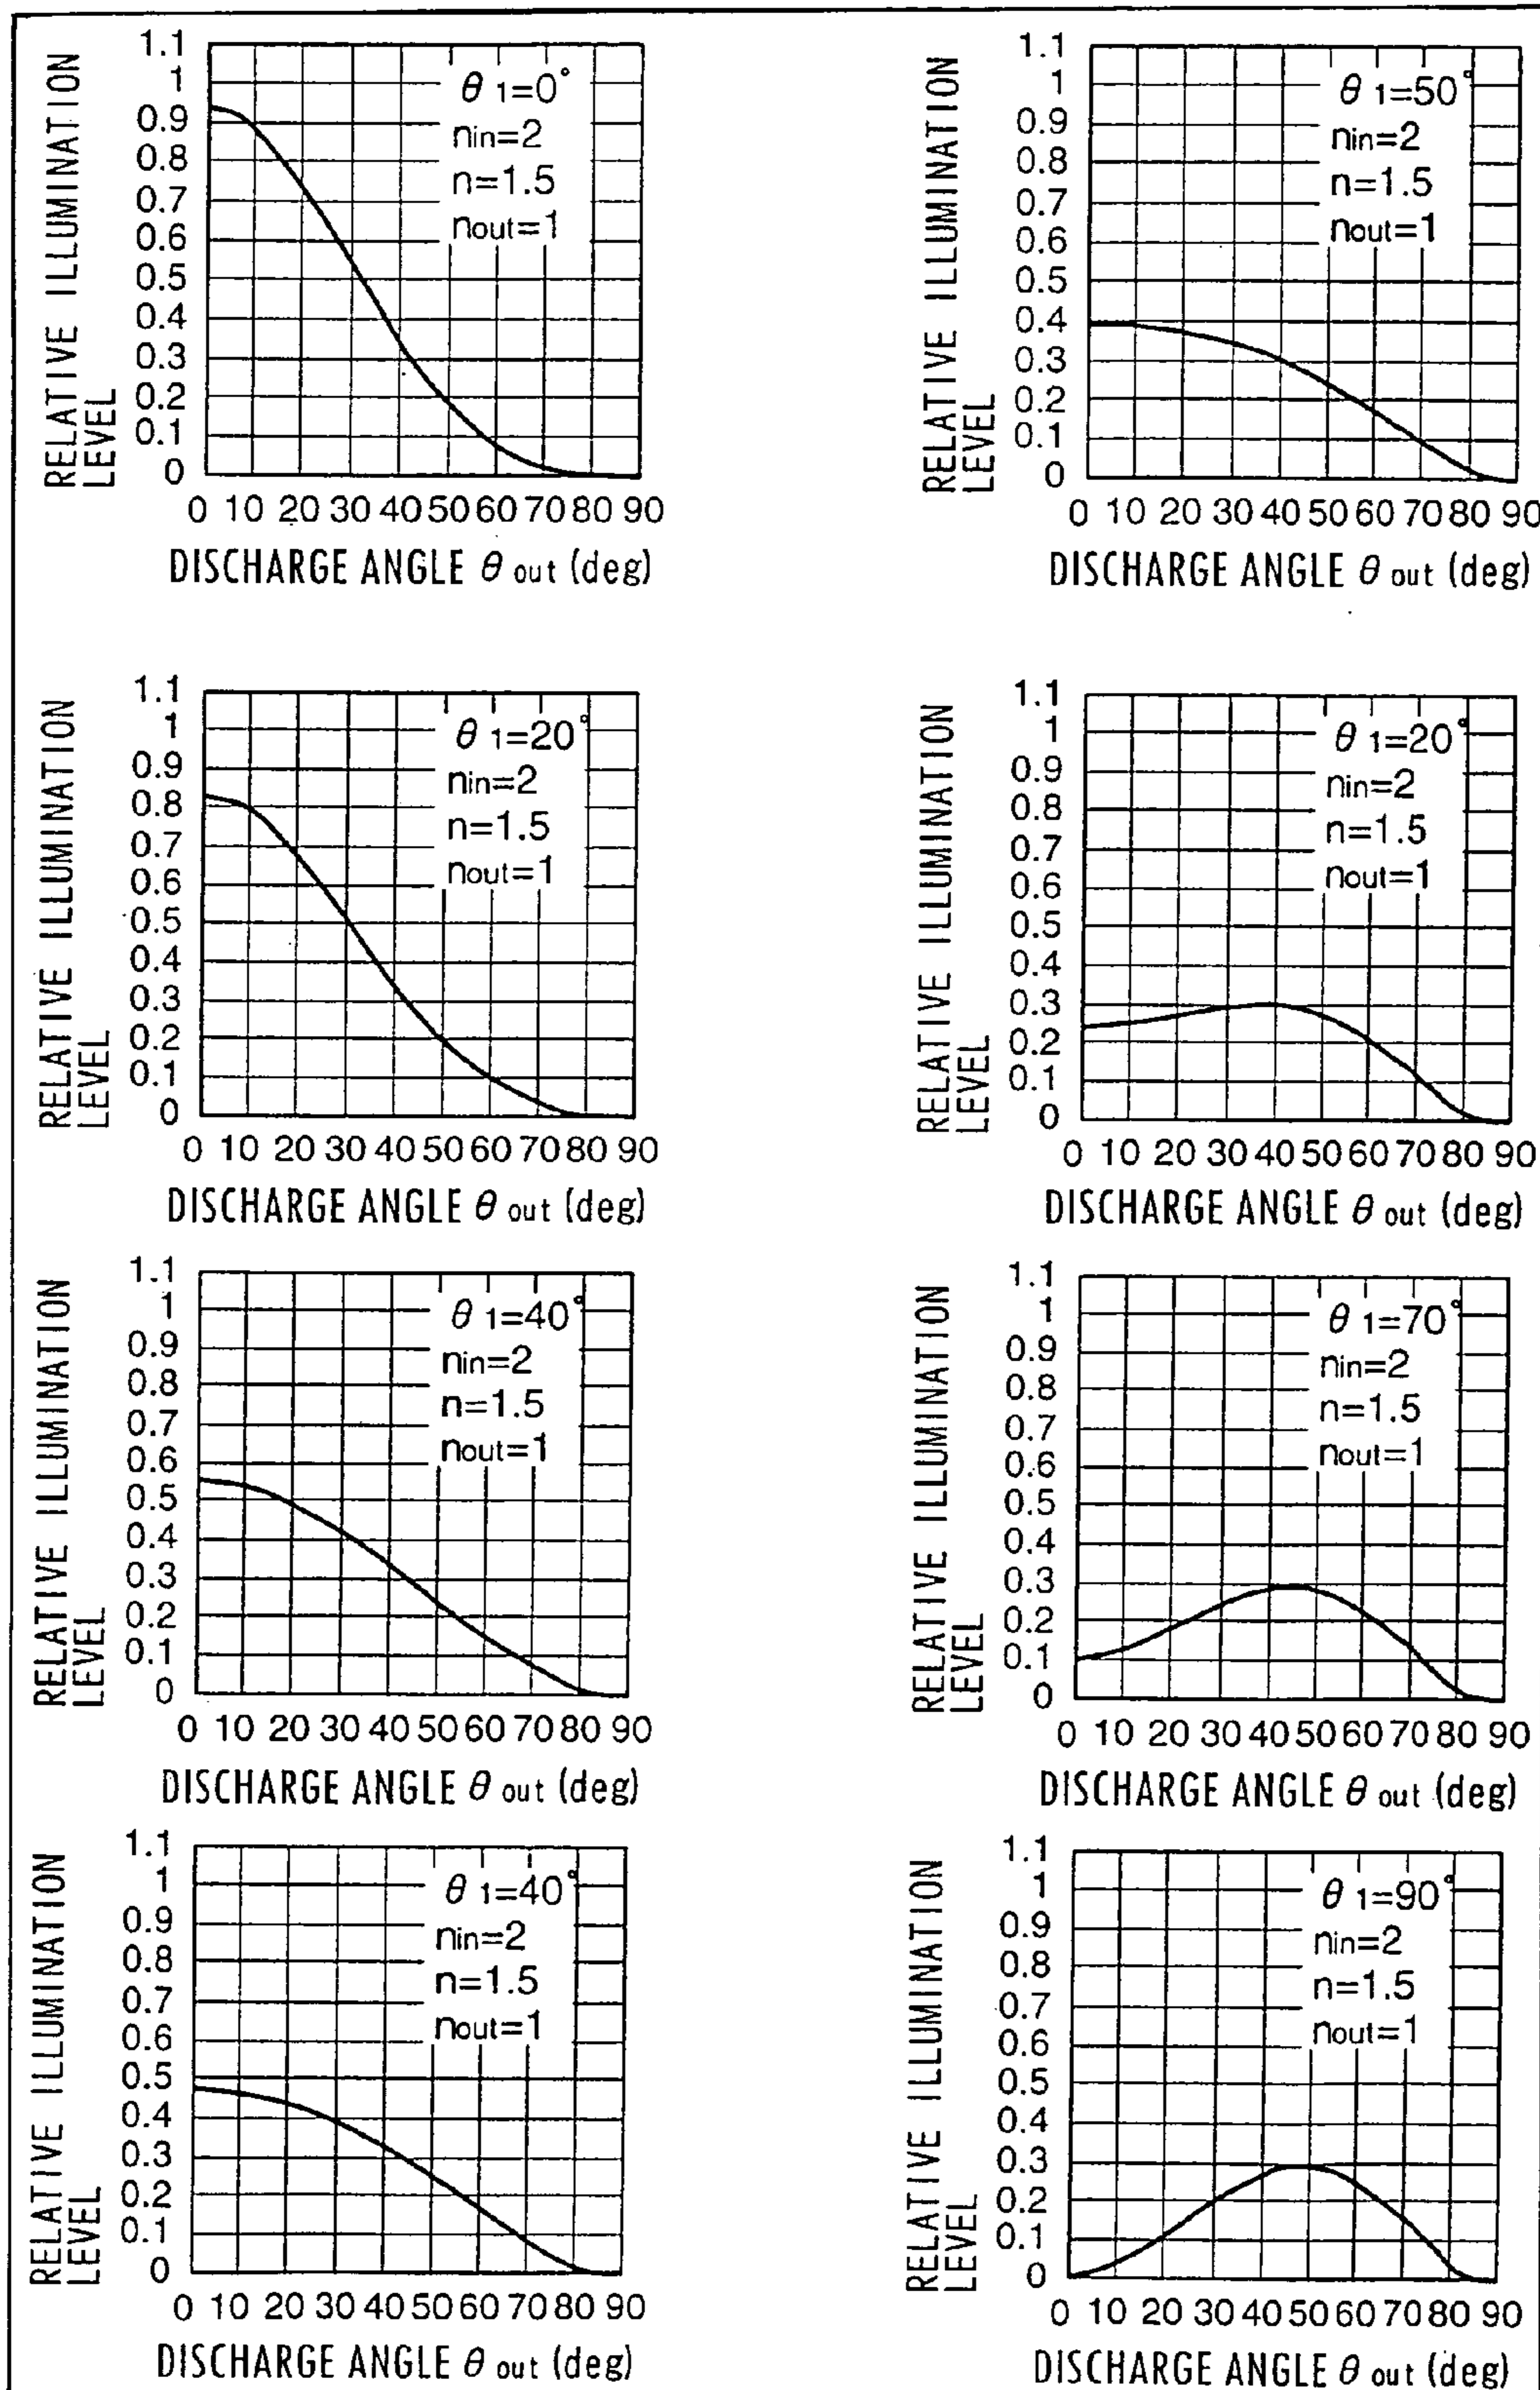 RELATIVE ILLUMINATION
LEVEL
1.1
1
0.9
0.8
0.7
0.6
0.5
0.4
0.3
0.2
0.1
0
θ 1=0°
nin=2
n=1.5
nout=1
0 10 20 30 40 50 60 70 80 90
DISCHARGE ANGLE θ out (deg)
RELATIVE ILLUMINATION
LEVEL
1.1
1
0.9
0.8
0.7
0.6
0.5
0.4
0.3
0.2
0.1
0
θ 1=50°
nin=2
n=1.5
nout=1
0 10 20 30 40 50 60 70 80 90
DISCHARGE ANGLE θ out (deg)
RELATIVE ILLUMINATION
LEVEL
1.1
1
0.9
0.8
0.7
0.6
0.5
0.4
0.3
0.2
0.1
0
θ 1=20°
nin=2
n=1.5
nout=1
0 10 20 30 40 50 60 70 80 90
DISCHARGE ANGLE θ out (deg)
RELATIVE ILLUMINATION
LEVEL
1.1
1
0.9
0.8
0.7
0.6
0.5
0.4
0.3
0.2
0.1
0
θ 1=20°
nin=2
n=1.5
nout=1
0 10 20 30 40 50 60 70 80 90
DISCHARGE ANGLE θ out (deg)
RELATIVE ILLUMINATION
LEVEL
1.1
1
0.9
0.8
0.7
0.6
0.5
0.4
0.3
0.2
0.1
0
θ 1=40°
nin=2
n=1.5
nout=1
0 10 20 30 40 50 60 70 80 90
DISCHARGE ANGLE θ out (deg)
RELATIVE ILLUMINATION
LEVEL
1.1
1
0.9
0.8
0.7
0.6
0.5
0.4
0.3
0.2
0.1
0
θ 1=70°
nin=2
n=1.5
nout=1
0 10 20 30 40 50 60 70 80 90
DISCHARGE ANGLE θ out (deg)
RELATIVE ILLUMINATION
LEVEL
1.1
1
0.9
0.8
0.7
0.6
0.5
0.4
0.3
0.2
0.1
0
θ 1=40°
nin=2
n=1.5
nout=1
0 10 20 30 40 50 60 70 80 90
DISCHARGE ANGLE θ out (deg)
RELATIVE ILLUMINATION
LEVEL
1.1
1
0.9
0.8
0.7
0.6
0.5
0.4
0.3
0.2
0.1
0
θ 1=90°
nin=2
n=1.5
nout=1
0 10 20 30 40 50 60 70 80 90
DISCHARGE ANGLE θ out (deg)